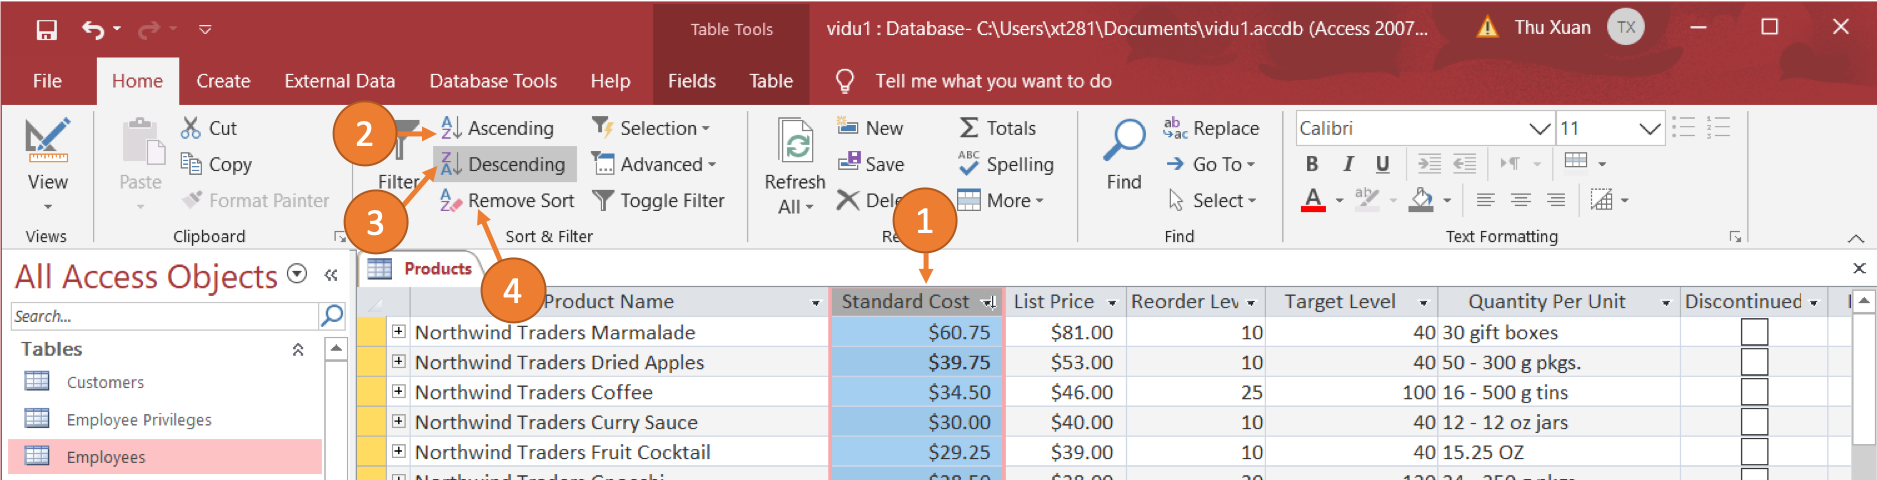 Table Tools
vidu1 : Database- C:\Users\xt281\Documents\vidu1.accdb (Access 2007...
Thu Xuan
TX
File Home Create External Data Database Tools Help Fields Table Tell me what you want to do
2 Ascending Selection New Totals Replace Calibri 11
Cut
View Paste Copy Filter Descending Advanced Refresh All Save Spelling Find Go To B I U
Format Painter 3 Remove Sort Toggle Filter More Select
Views Clipboard Sort & Filter 1 Find Text Formatting
All Access Objects
Products
4
Search...
Product Name Standard Cost List Price Reorder Lev Target Level Quantity Per Unit Discontinued
Tables
Northwind Traders Marmalade $60.75 $81.00 10 40 30 gift boxes
Northwind Traders Dried Apples $39.75 $53.00 10 40 50 - 300 g pkgs.
Customers
Northwind Traders Coffee $34.50 $46.00 25 100 16 - 500 g tins
Employee Privileges
Northwind Traders Curry Sauce $30.00 $40.00 10 40 12 - 12 oz jars
Employees
Northwind Traders Fruit Cocktail $29.25 $39.00 10 40 15.25 OZ